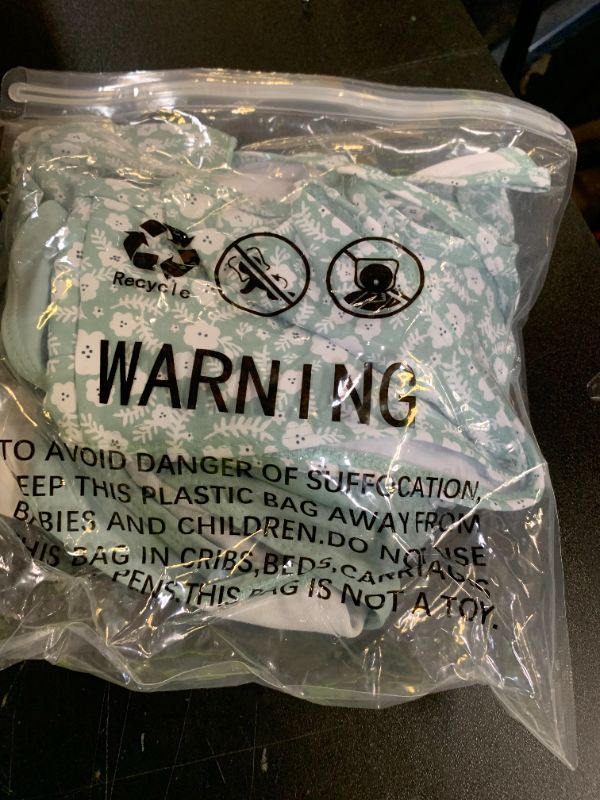 Recycle
WARNING
TO AVOID DANGER OF SUFFOCATION,
EEP THIS PLASTIC BAG AWAY FROM
BABIES AND CHILDREN.DO NOT USE
HIS BAG IN CRIBS,BEDS,CARRIAGES
PENS,THIS BAG IS NOT A TOY.